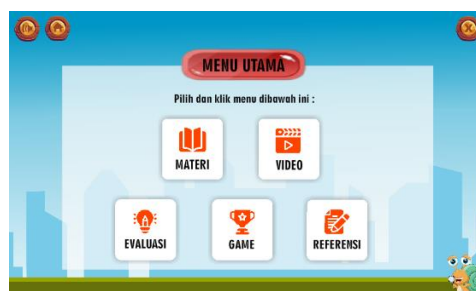 MENU UTAMA
Pilih dan klik menu dibawah ini :
MATERI
VIDEO
EVALUASI
GAME
REFERENSI